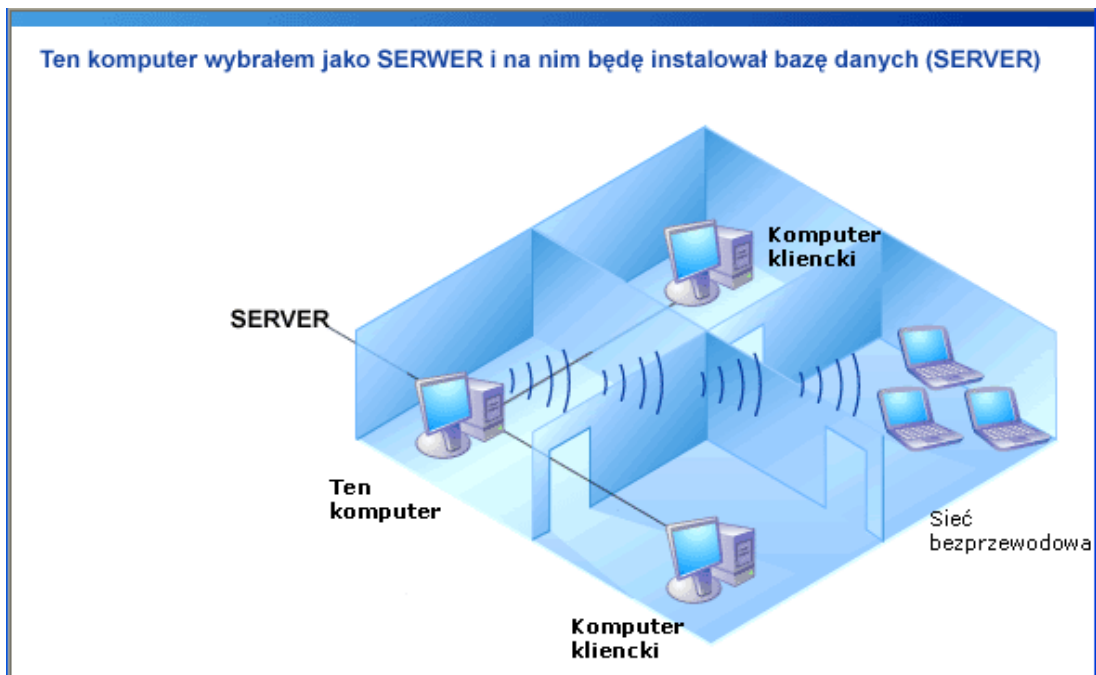 Ten komputer wybrałem jako SERWER i na nim będę instalował bazę danych (SERVER)
Komputer
kliencki
SERVER
Ten
komputer
Sieć
bezprzewodowa
Komputer
kliencki